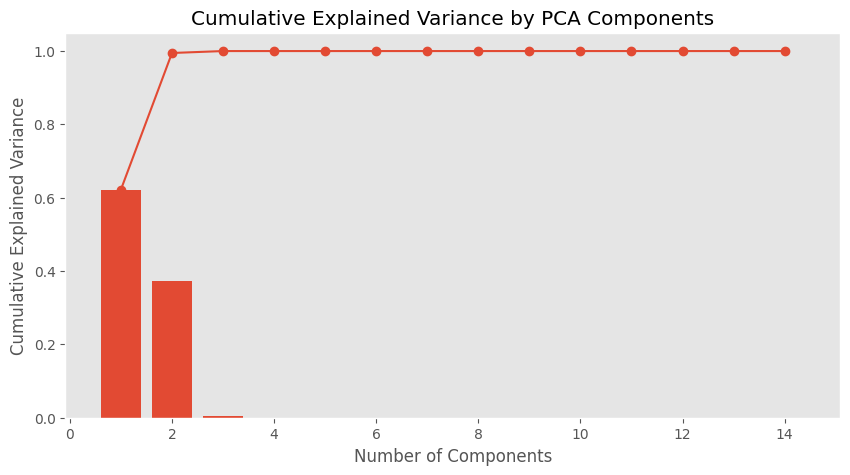 Cumulative Explained Variance by PCA Components
Cumulative Explained Variance
1.0
0.8
0.6
0.4
0.2
0.0
0 2 4 6 8 10 12 14
Number of Components